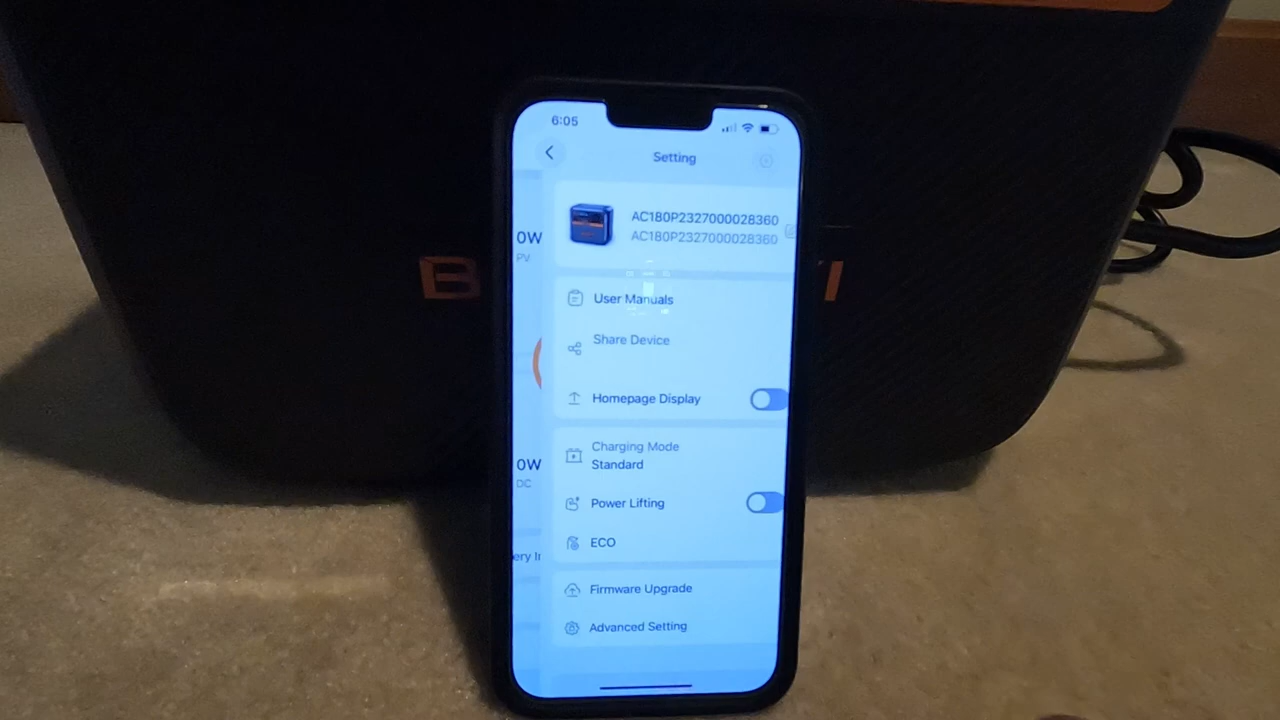 6:05
Setting
AC180P2327000028360
AC180P2327000028360
0W
PV
B
I
User Manuals
Share Device
Homepage Display
Charging Mode
Standard
0W
DC
Power Lifting
ECO
ery In
Firmware Upgrade
Advanced Setting